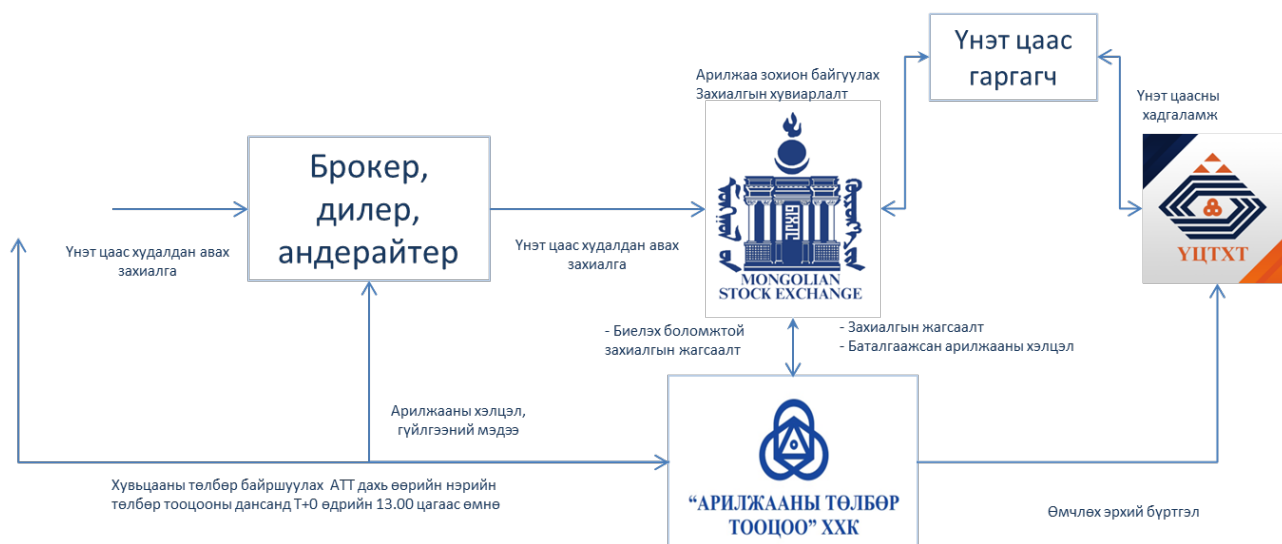 Үнэт цаас
гаргагч
Арилжаа зохион байгуулах
Захиалгын хувиарлалт
Үнэт цаасны
хадгаламж
Брокер,
дилер,
андерайтер
Үнэт цаас худалдан авах
захиалга
Үнэт цаас худалдан авах
захиалга
MONGOLIAN
STOCK EXCHANGE
ҮЦТХТ
- Биелэх боломжтой
захиалгын жагсаалт
- Захиалгын жагсаалт
- Баталгаажсан арилжааны хэлцэл
Арилжааны хэлцэл,
гүйлгээний мэдээ
Хувьцааны төлбөр байршуулах АТТ дахь өөрийн нэрийн
төлбөр тооцооны дансанд Т+0 өдрийн 13.00 цагаас өмнө
“АРИЛЖААНЫ ТӨЛБӨР
ТООЦОО” ХХК
Өмчлөх эрхий бүртгэл